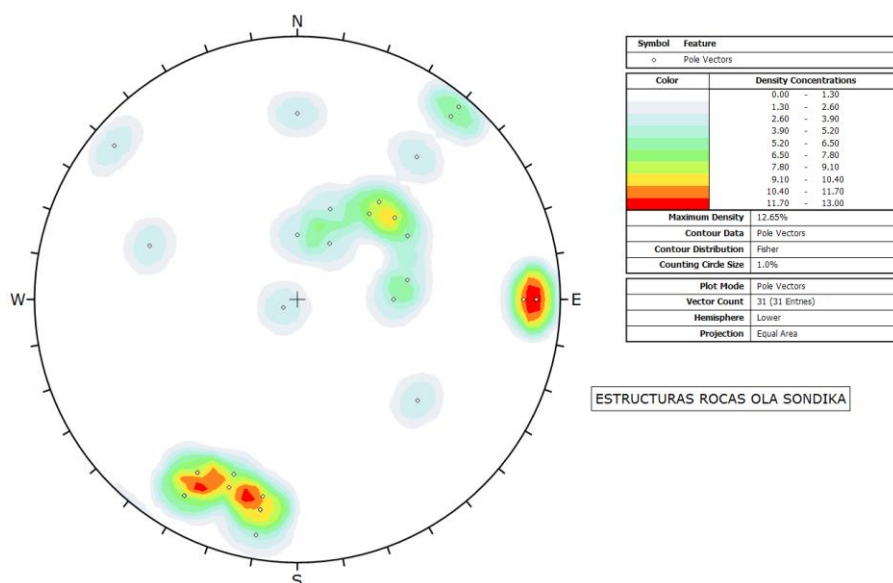 N
W
E
S
Symbol Feature
Pole Vectors
Color Density Concentrations
0.00 - 1.30
1.30 - 2.60
2.60 - 3.90
3.90 - 5.20
5.20 - 6.50
6.50 - 7.80
7.80 - 9.10
9.10 - 10.40
10.40 - 11.70
11.70 - 13.00
Maximum Density 12.65%
Contour Data Pole Vectors
Contour Distribution Fisher
Counting Circle Size 1.0%
Plot Mode Pole Vectors
Vector Count 31 (31 Entries)
Hemisphere Lower
Projection Equal Area
ESTRUCTURAS ROCAS OLA SONDIKA